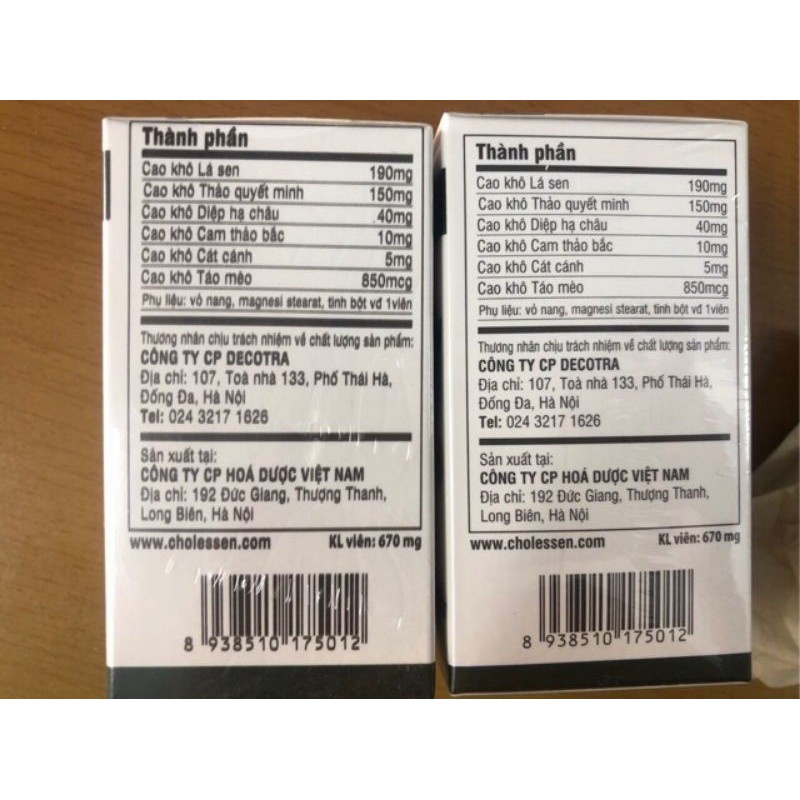 Thành phần
Cao khô Lá sen 190mg
Cao khô Thảo quyết minh 150mg
Cao khô Diệp hạ châu 40mg
Cao khô Cam thảo bắc 10mg
Cao khô Cát cánh 5mg
Cao khô Táo mèo 850mcg
Phụ liệu: vỏ nang, magnesi stearat, tinh bột vđ 1viên
Thương nhân chịu trách nhiệm về chất lượng sản phẩm:
CÔNG TY CP DECOTRA
Địa chỉ: 107, Toà nhà 133, Phố Thái Hà,
Đống Đa, Hà Nội
Tel: 024 3217 1626
Sản xuất tại:
CÔNG TY CP HOÁ DƯỢC VIỆT NAM
Địa chỉ: 192 Đức Giang, Thượng Thanh,
Long Biên, Hà Nội
www.cholessen.com KL viên: 670 mg
8 938510 175012
Thành phần
Cao khô Lá sen 190mg
Cao khô Thảo quyết minh 150mg
Cao khô Diệp hạ châu 40mg
Cao khô Cam thảo bắc 10mg
Cao khô Cát cánh 5mg
Cao khô Táo mèo 850mcg
Phụ liệu: vỏ nang, magnesi stearat, tinh bột vđ 1viên
Thương nhân chịu trách nhiệm về chất lượng sản phẩm:
CÔNG TY CP DECOTRA
Địa chỉ: 107, Toà nhà 133, Phố Thái Hà,
Đống Đa, Hà Nội
Tel: 024 3217 1626
Sản xuất tại:
CÔNG TY CP HOÁ DƯỢC VIỆT NAM
Địa chỉ: 192 Đức Giang, Thượng Thanh,
Long Biên, Hà Nội
www.cholessen.com KL viên: 670 mg
8 938510 175012